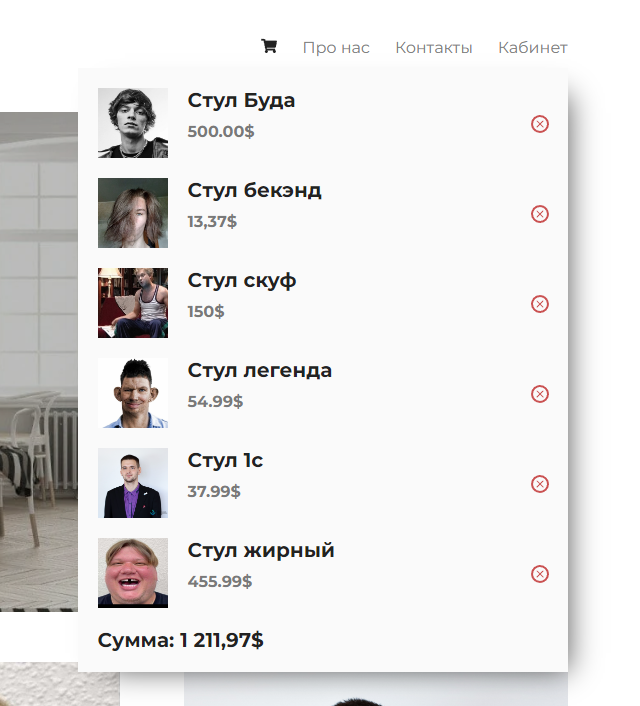 Про нас Контакты Кабинет
Стул Буда
500.00$
Стул бекэнд
13,37$
Стул скуф
150$
Стул легенда
54.99$
Стул 1с
37.99$
Стул жирный
455.99$
Сумма: 1 211,97$